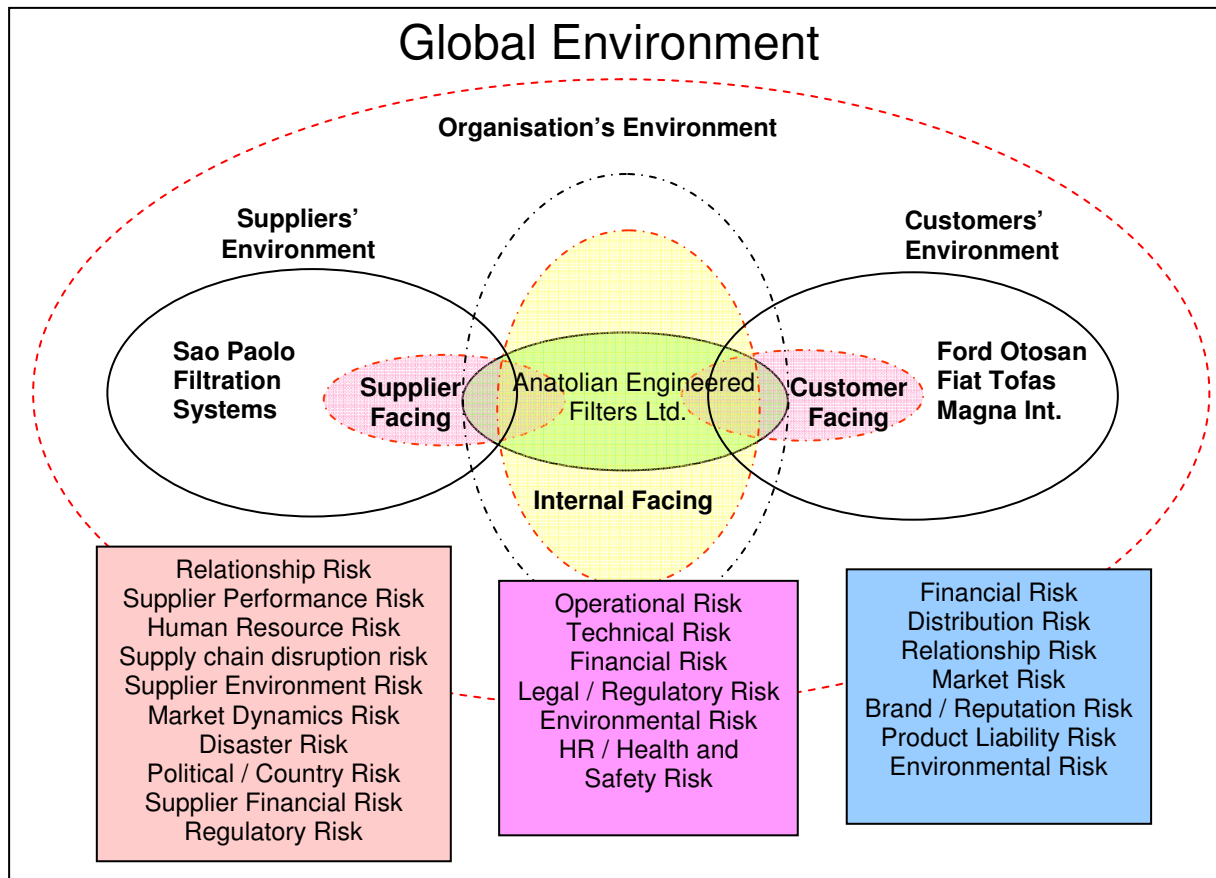 Global Environment
Organisation’s Environment
Suppliers’
Environment
Customers’
Environment
Sao Paolo
Filtration
Systems
Supplier
Facing
Anatolian Engineered
Filters Ltd.
Customer
Facing
Ford Otosan
Fiat Tofas
Magna Int.
Internal Facing
Relationship Risk
Supplier Performance Risk
Human Resource Risk
Supply chain disruption risk
Supplier Environment Risk
Market Dynamics Risk
Disaster Risk
Political / Country Risk
Supplier Financial Risk
Regulatory Risk
Operational Risk
Technical Risk
Financial Risk
Legal / Regulatory Risk
Environmental Risk
HR / Health and
Safety Risk
Financial Risk
Distribution Risk
Relationship Risk
Market Risk
Brand / Reputation Risk
Product Liability Risk
Environmental Risk